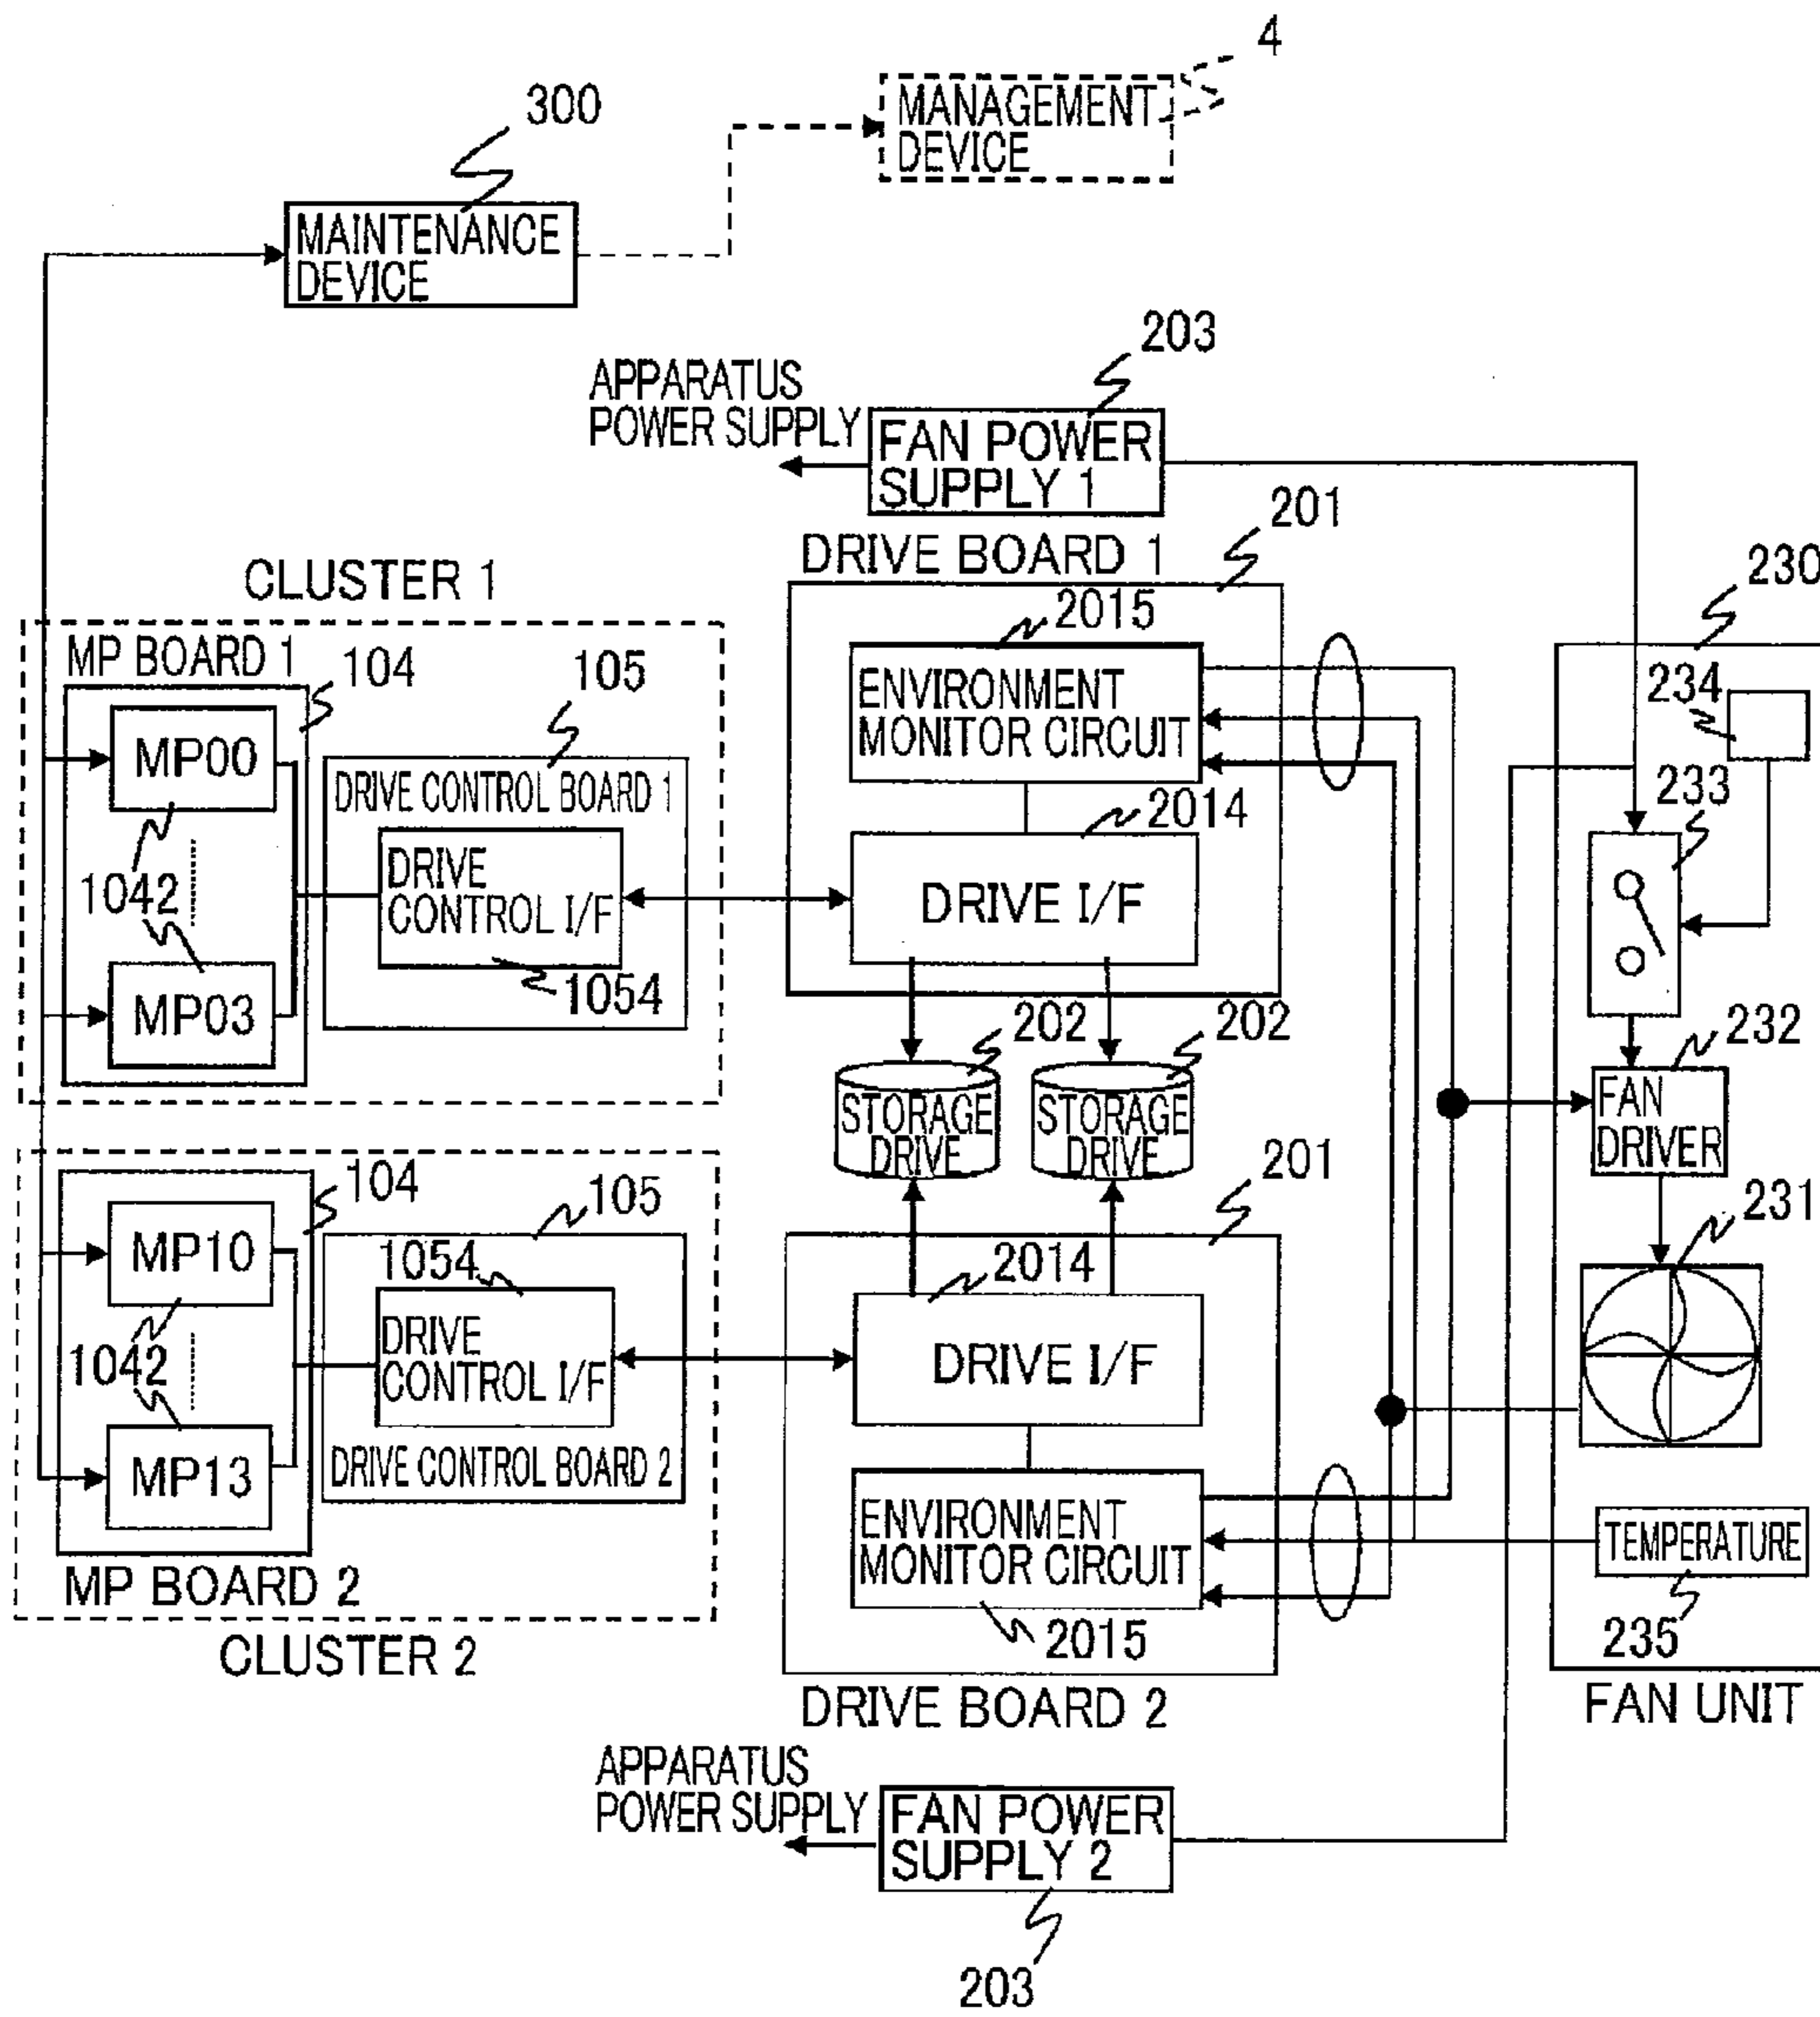 4
MANAGEMENT
DEVICE
300
MAINTENANCE
DEVICE
203
APPARATUS
POWER SUPPLY
FAN POWER
SUPPLY 1
201
DRIVE BOARD 1
230
CLUSTER 1
2015
MP BOARD 1
104
105
ENVIRONMENT
MONITOR CIRCUIT
234
MP00
DRIVE CONTROL BOARD 1
233
2014
1042
DRIVE
CONTROL I/F
DRIVE I/F
1042
1054
MP03
202
202
232
STORAGE
DRIVE
STORAGE
DRIVE
FAN
DRIVER
104
105
201
231
MP10
1054
2014
DRIVE
CONTROL I/F
DRIVE I/F
1042
MP13
DRIVE CONTROL BOARD 2
ENVIRONMENT
MONITOR CIRCUIT
TEMPERATURE
MP BOARD 2
2015
235
CLUSTER 2
DRIVE BOARD 2
FAN UNIT
APPARATUS
POWER SUPPLY
FAN POWER
SUPPLY 2
203